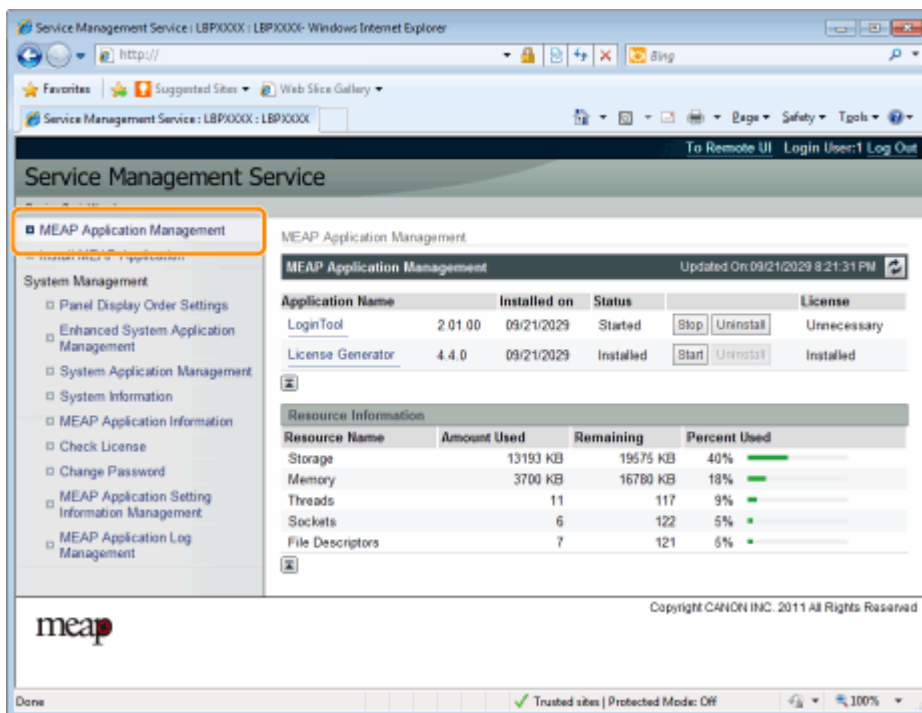 Service Management Service : LBPXXXX : LBPXXXX- Windows Internet Explorer
http://
Bing
Favorites Suggested Sites Web Slice Gallery
Service Management Service : LBPXXXX : LBPXXXX
Page Safety Tools
To Remote UI Login User:1 Log Out
Service Management Service
MEAP Application Management
Install MEAP Application
System Management
Panel Display Order Settings
Enhanced System Application
Management
System Application Management
System Information
MEAP Application Information
Check License
Change Password
MEAP Application Setting
Information Management
MEAP Application Log
Management
MEAP Application Management
MEAP Application Management Updated On:09/21/2029 8:21:31 PM
Application Name Installed on Status License
LoginTool 2.01.00 09/21/2029 Started Stop Uninstall Unnecessary
License Generator 4.4.0 09/21/2029 Installed Start Uninstall Installed
Resource Information
Resource Name Amount Used Remaining Percent Used
Storage 13193 KB 19575 KB 40%
Memory 3700 KB 16780 KB 18%
Threads 11 117 9%
Sockets 6 122 5%
File Descriptors 7 121 6%
Copyright CANON INC. 2011 All Rights Reserved
meap
Done Trusted sites | Protected Mode: Off 100%